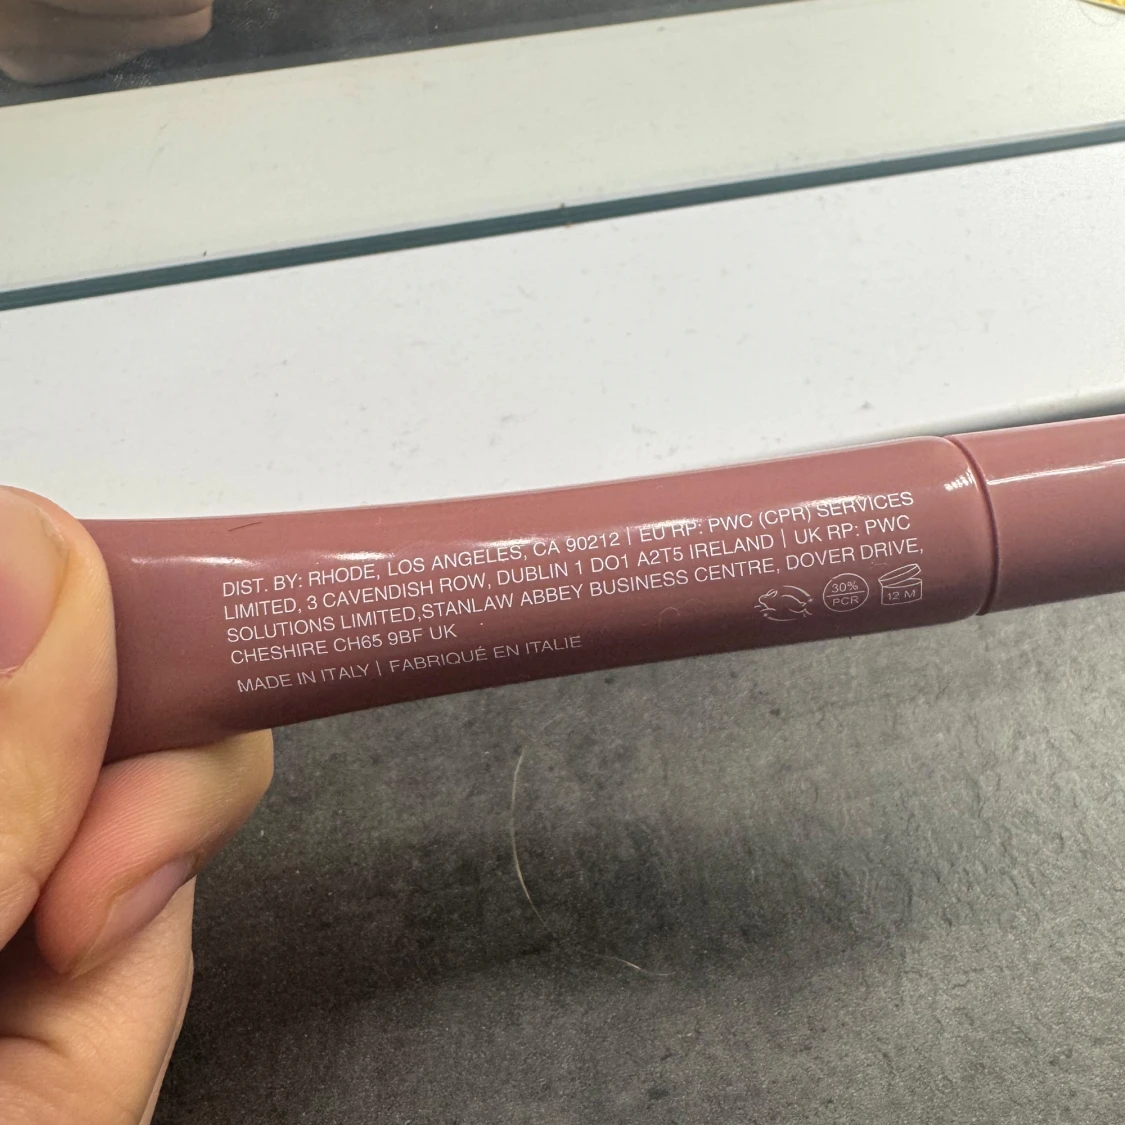 DIST. BY: RHODE, LOS ANGELES, CA 90212 | EU RP: PWC (CPR) SERVICES
LIMITED, 3 CAVENDISH ROW, DUBLIN 1 DO1 A2T5 IRELAND | UK RP: PWC
SOLUTIONS LIMITED,STANLAW ABBEY BUSINESS CENTRE, DOVER DRIVE,
CHESHIRE CH65 9BF UK
MADE IN ITALY | FABRIQUÉ EN ITALIE
30%
PCR
12 M